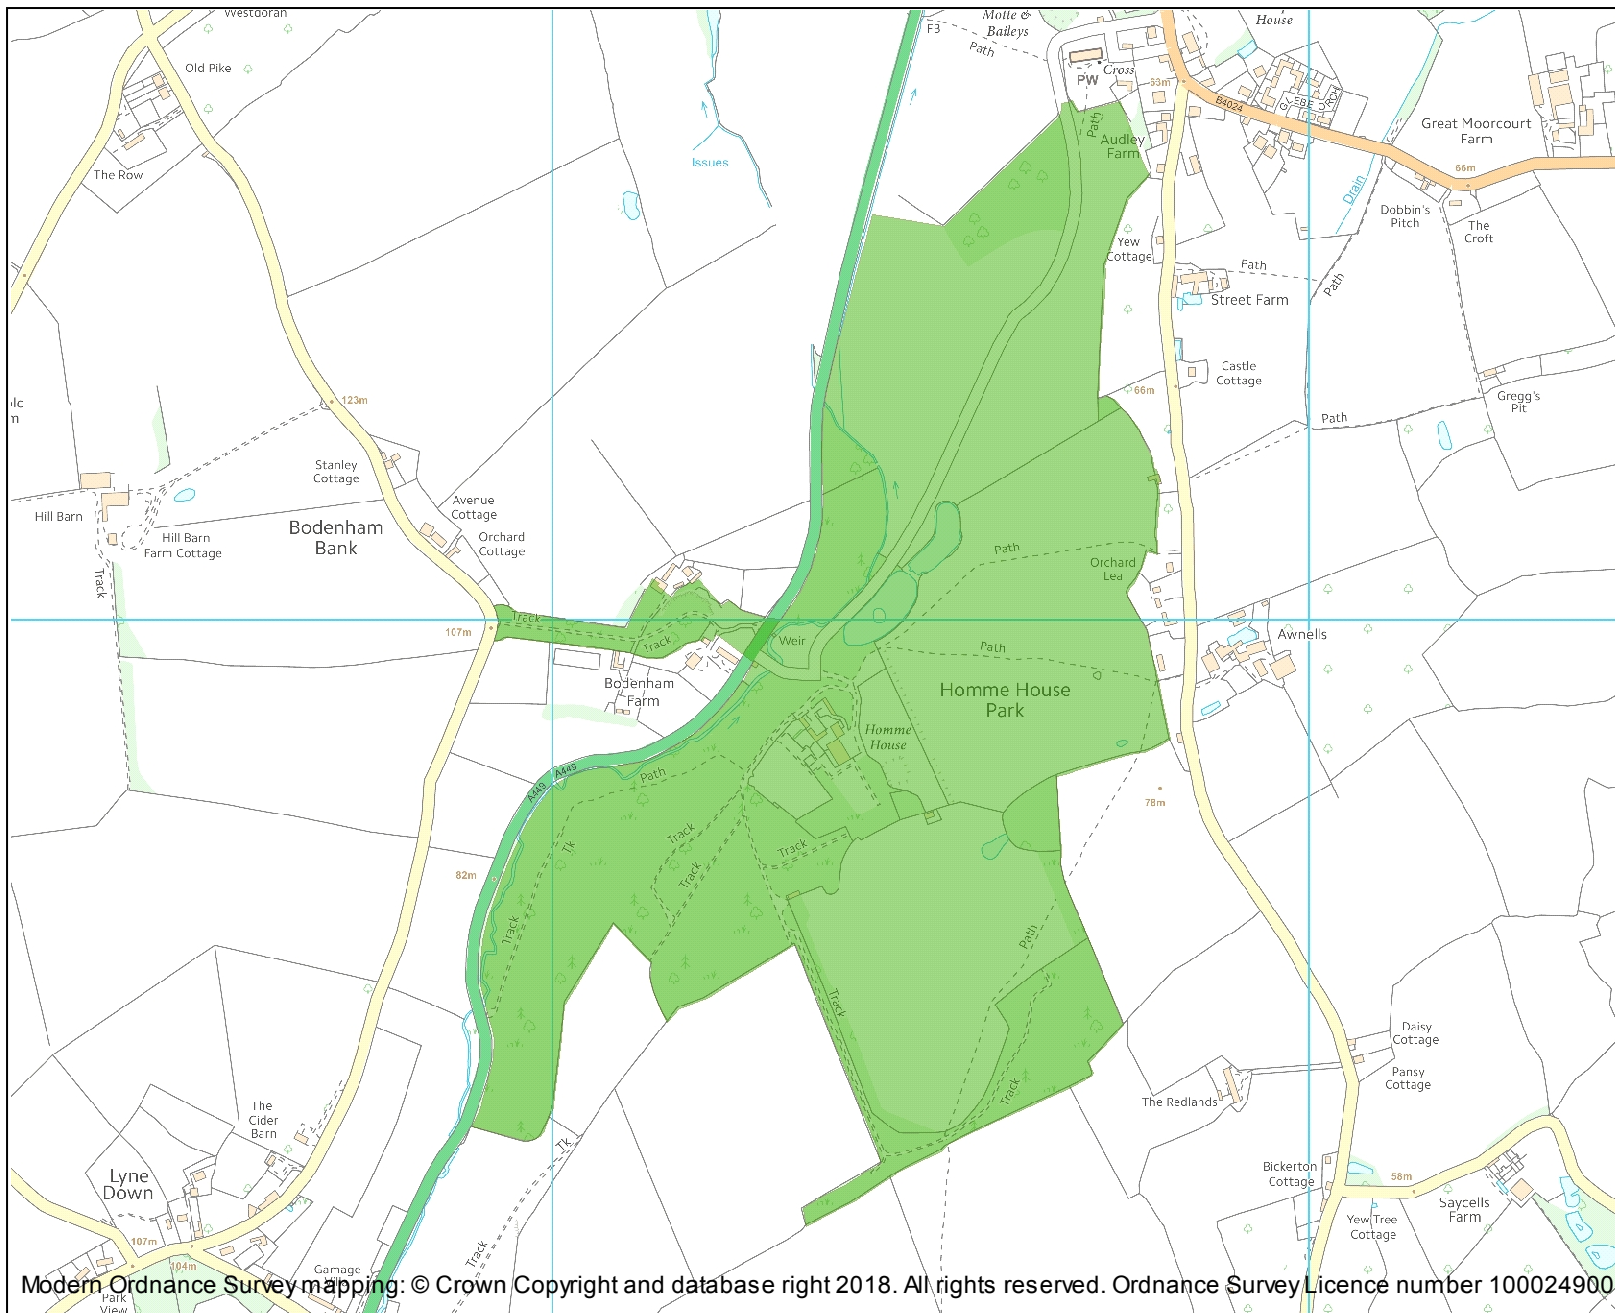 Westdoran
Old Pike
The Row
Issues
F3
Path
Motte &
Baileys
PW
Cross
63m
House
B4024
GLEBE ORCH
Great Moorcourt
Farm
66m
Drain
Dobbin's
Pitch
The
Croft
Path
Audley
Farm
Yew
Cottage
Path
Street Farm
Path
Castle
Cottage
66m
Path
Gregg's
Pit
123m
Stanley
Cottage
Avenue
Cottage
Orchard
Cottage
Bodenham
Bank
Hill Barn
Hill Barn
Farm Cottage
Track
107m
Track
Track
Weir
Bodenham
Farm
Path
Orchard
Lea
Path
Awnells
Homme House
Park
Homme
House
78m
A449
A449
Path
Tk
Track
Track
Track
Track
82m
Path
Track
Track
Daisy
Cottage
Pansy
Cottage
The Redlands
The
Cider
Barn
Lyne
Down
107m
104m
Tk
Track
Bickerton
Cottage
58m
Yew Tree
Cottage
Saycells
Farm
Gamage
Park
View
Modern Ordnance Survey mapping: © Crown Copyright and database right 2018. All rights reserved. Ordnance Survey Licence number 100024900